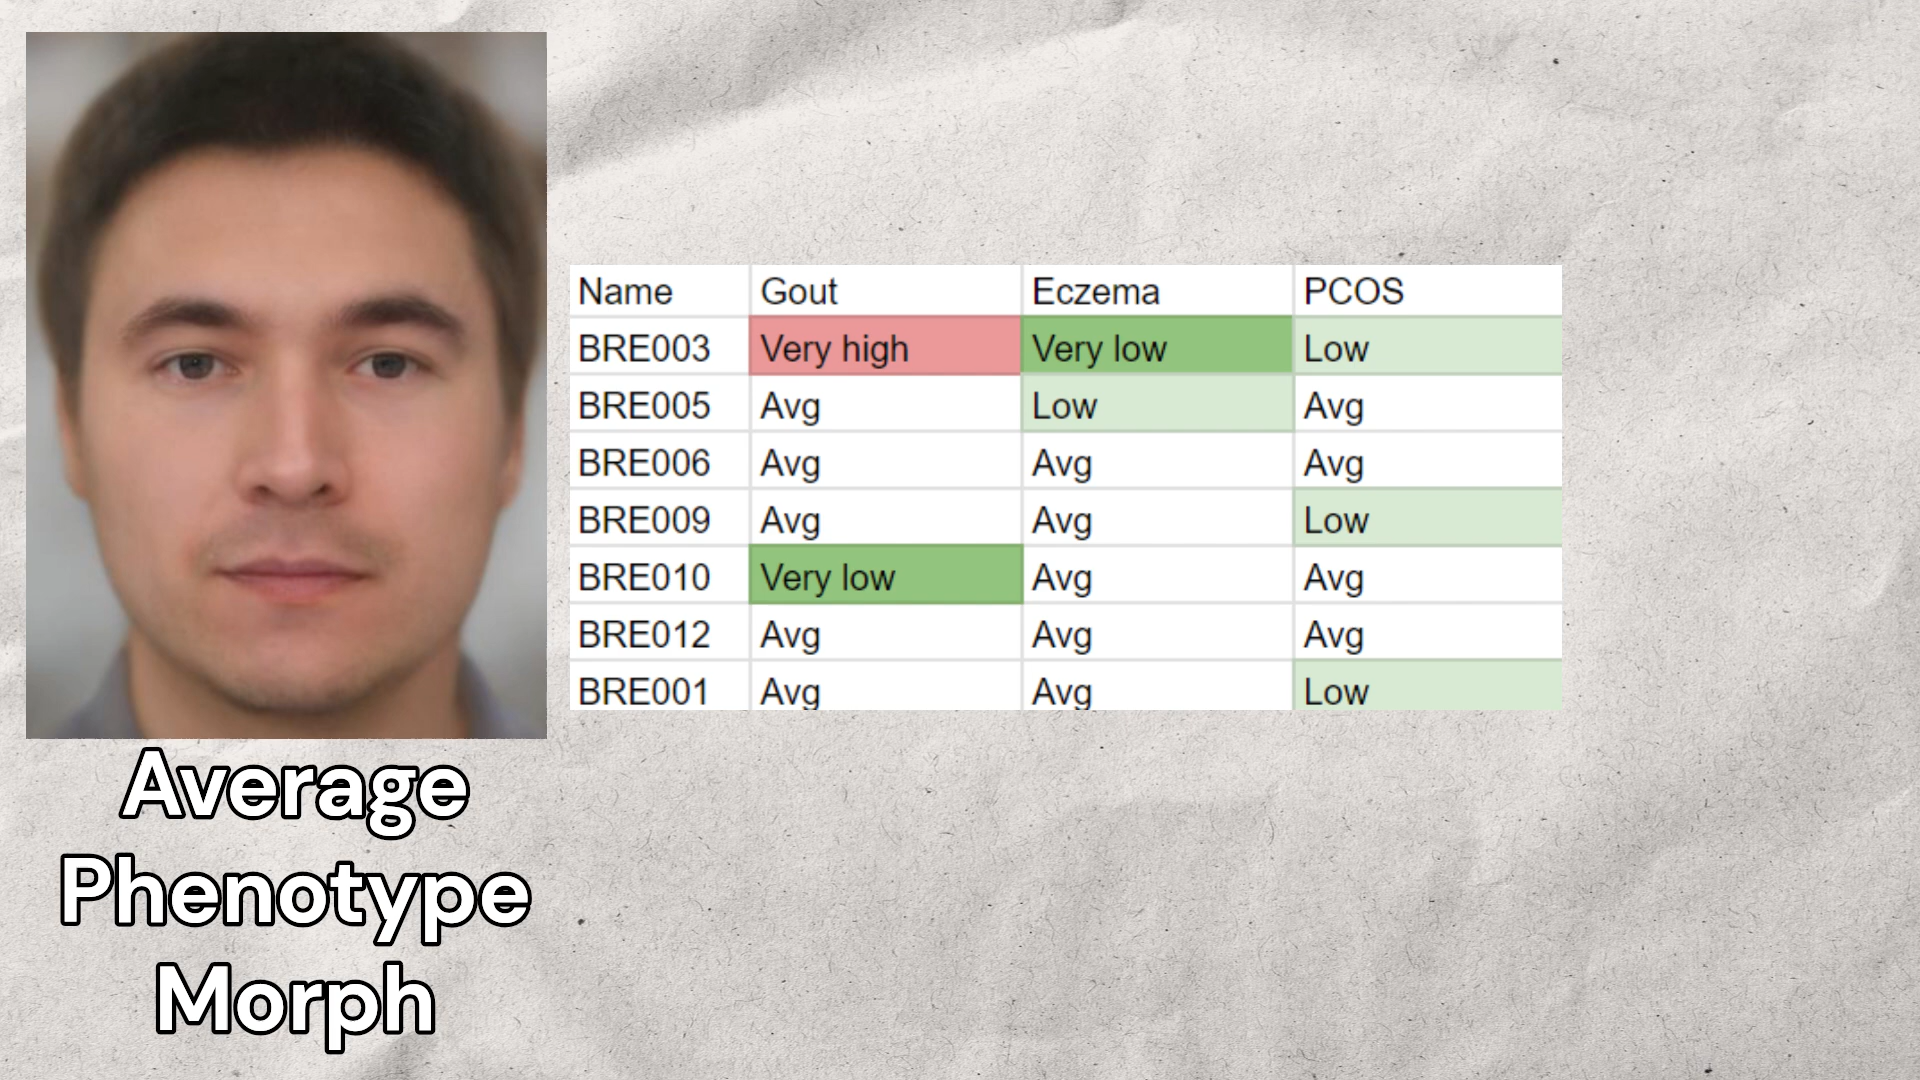 Name Gout Eczema PCOS
BRE003 Very high Very low Low
BRE005 Avg Low Avg
BRE006 Avg Avg Avg
BRE009 Avg Avg Low
BRE010 Very low Avg Avg
BRE012 Avg Avg Avg
BRE001 Avg Avg Low
Average
Phenotype
Morph